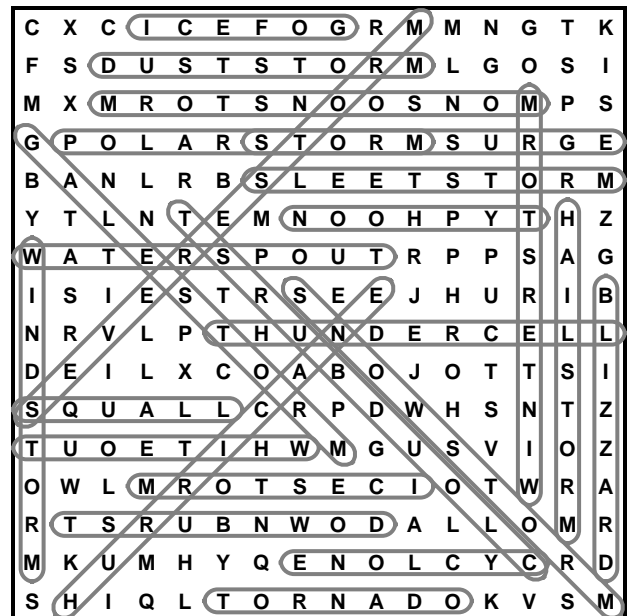 C X C I C E F O G R M M N G T K
F S D U S T S T O R M L G O S I
M X M R O T S N O O S N O M P S
G P O L A R S T O R M S U R G E
B A N L R B S L E E T S T O R M
Y T L N T E M N O O H P Y T H Z
W A T E R S P O U T R P P S A G
I S I E S T R S E E J H U R I B
N R V L P T H U N D E R C E L L
D E I L X C O A B O J O T T S I
S Q U A L L C R P D W H S N T Z
T U O E T I H W M G U S V I O Z
O W L M R O T S E C I O T W R A
R T S R U B N W O D A L L O M R
M K U M H Y Q E N O L C Y C R D
S H I Q L T O R N A D O K V S M